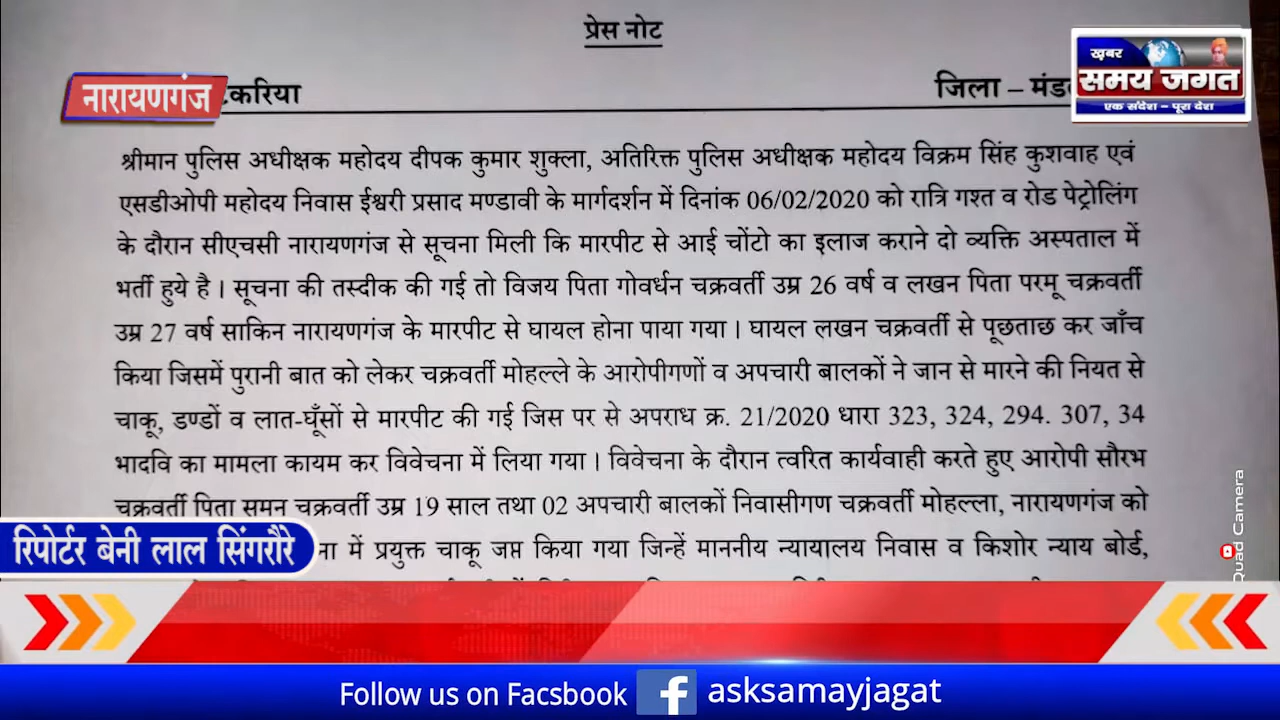 प्रेस नोट
नारायणगंज
करिया
जिला – मंड
ख़बर
समय जगत
एक संदेश – पूरा देश
श्रीमान पुलिस अधीक्षक महोदय दीपक कुमार शुक्ला, अतिरिक्त पुलिस अधीक्षक महोदय विक्रम सिंह कुशवाह एवं
एसडीओपी महोदय निवास ईश्वरी प्रसाद मण्डावी के मार्गदर्शन में दिनांक 06/02/2020 को रात्रि गश्त व रोड पेट्रोलिंग
के दौरान सीएचसी नारायणगंज से सूचना मिली कि मारपीट से आई चोंटो का इलाज कराने दो व्यक्ति अस्पताल में
भर्ती हुये है । सूचना की तस्दीक की गई तो विजय पिता गोवर्धन चक्रवर्ती उम्र 26 वर्ष व लखन पिता परमू चक्रवर्ती
उम्र 27 वर्ष साकिन नारायणगंज के मारपीट से घायल होना पाया गया । घायल लखन चक्रवर्ती से पूछताछ कर जाँच
किया जिसमें पुरानी बात को लेकर चक्रवर्ती मोहल्ले के आरोपीगणों व अपचारी बालकों ने जान से मारने की नियत से
चाकू, डण्डों व लात-घूँसों से मारपीट की गई जिस पर से अपराध क्र. 21/2020 धारा 323, 324, 294. 307, 34
भादवि का मामला कायम कर विवेचना में लिया गया । विवेचना के दौरान त्वरित कार्यवाही करते हुए आरोपी सौरभ
चक्रवर्ती पिता समन चक्रवर्ती उम्र 19 साल तथा 02 अपचारी बालकों निवासीगण चक्रवर्ती मोहल्ला, नारायणगंज को
ना में प्रयुक्त चाकू जप्त किया गया जिन्हें माननीय न्यायालय निवास व किशोर न्याय बोर्ड,
रिपोर्टर बेनी लाल सिंगरौरे
Quad Camera
Follow us on Facsbook
asksamayjagat